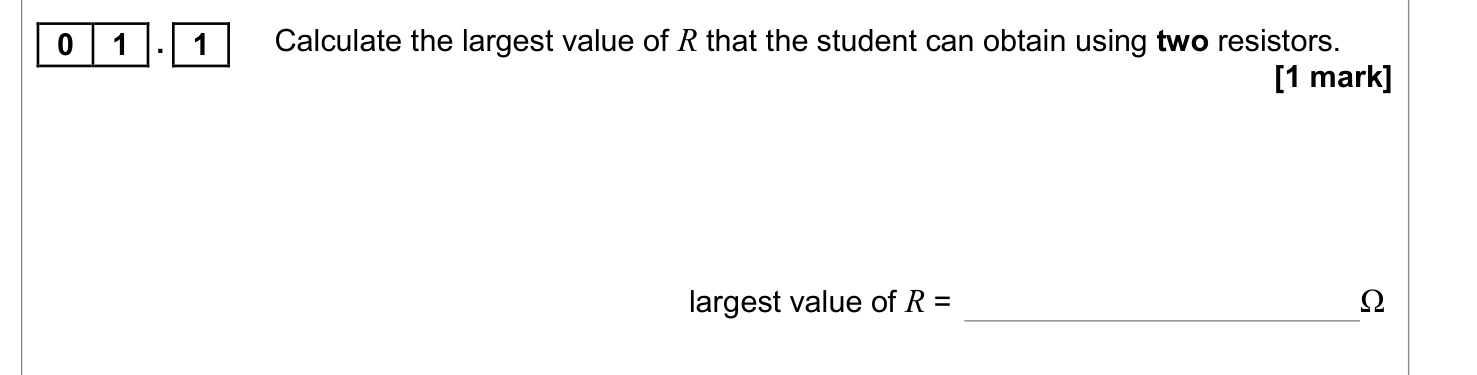 0 1 . 1 Calculate the largest value of R that the student can obtain using two resistors.
[1 mark]
largest value of R = Ω